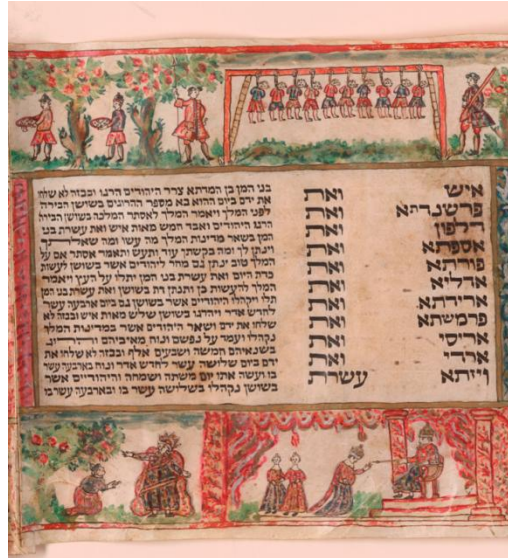 איש ואת
פרשנדתא ואת
דלפון ואת
אספתא ואת
פורתא ואת
אדליא ואת
ארידתא ואת
פרמשתא ואת
אריסי ואת
ארדי ואת
ויזתא עשרת
בני המן בן המדתא צרר היהודים הרגו ובבזה לא שלחו
את ידם ביום ההוא בא מספר ההרוגים בשושן הבירה
לפני המלך ויאמר המלך לאסתר המלכה בשושן הבירה
הרגו היהודים ואבד חמש מאות איש ואת עשרת בני
המן בשאר מדינות המלך מה עשו ומה שאלתך
וינתן לך ומה בקשתך עוד ותעש ותאמר אסתר אם על
המלך טוב ינתן גם מחר ליהודים אשר בשושן לעשות
כדת היום ואת עשרת בני המן יתלו על העץ ויאמר
המלך להעשות כן ותנתן דת בשושן ואת עשרת בני המן
תלו ויקהלו היהודיים אשר בשושן גם ביום ארבעה עשר
לחדש אדר ויהרגו בשושן שלש מאות איש ובבזה לא
שלחו את ידם ושאר היהודים אשר במדינות המלך
נקהלו ועמד על נפשם ונוח מאיביהם והרוג
בשנאיהם חמישה ושבעים אלף ובבזה לא שלחו את
ידם ביום שלושה עשר לחדש אדר ונוח בארבעה עשר
בו ועשה אתו יום משתה ושמחה והיהודיים אשר
בשושן נקהלו בשלושה עשר בו ובארבעה עשר בו